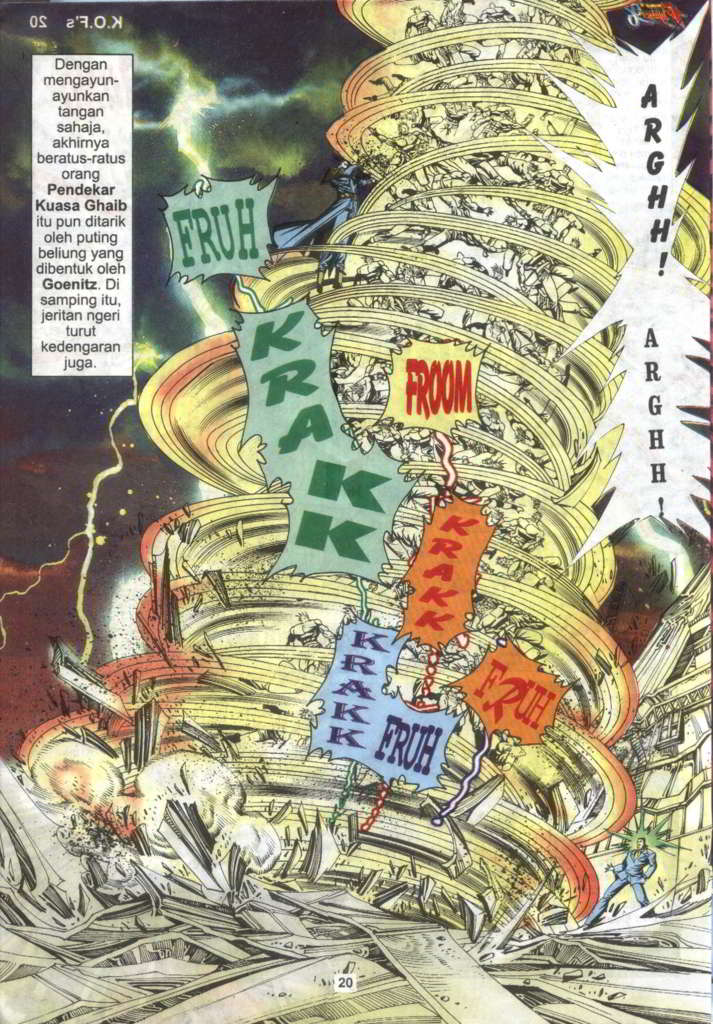 K.O.F's 20
Dengan
mengayun-
ayunkan
tangan
sahaja,
akhirnya
beratus-ratus
orang
Pendekar
Kuasa Ghaib
itu pun ditarik
oleh puting
beliung yang
dibentuk oleh
Goenitz. Di
samping itu,
jeritan ngeri
turut
kedengaran
juga.
ARGHH!
ARGHH!
FRUH
KRAKK
FROOM
KRAKK
KRAKK
FRUH
FRUH
20